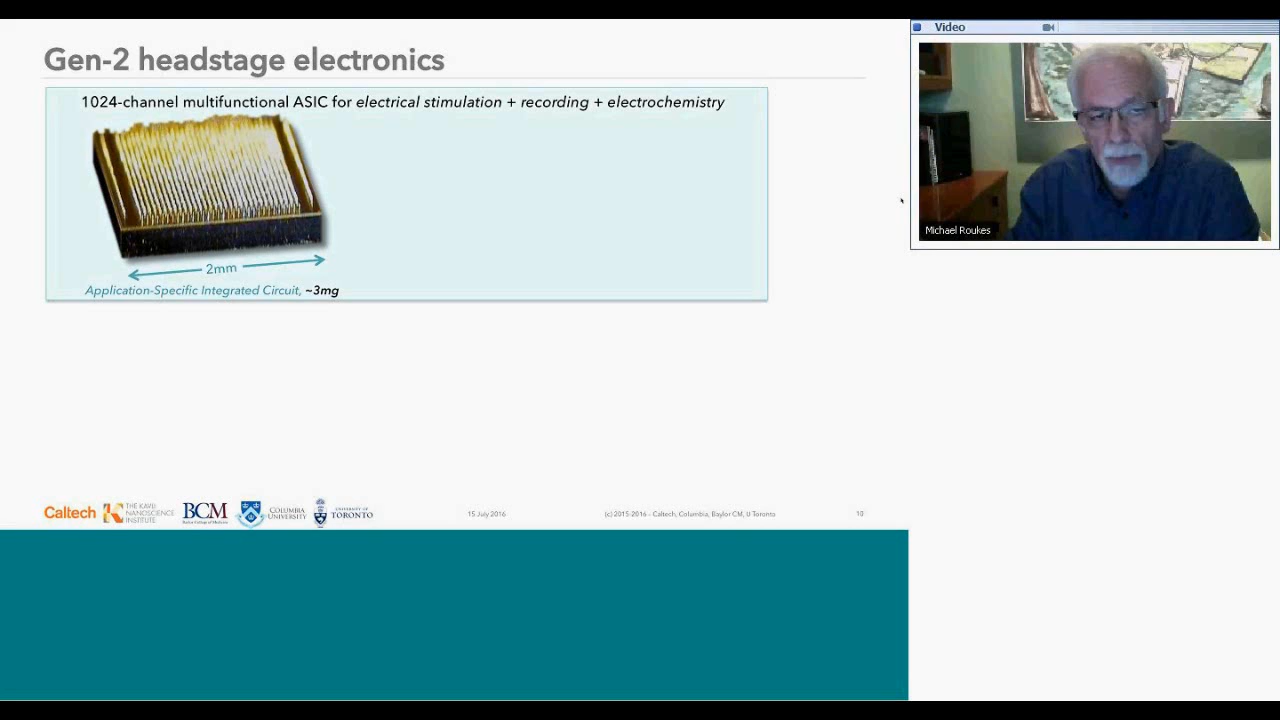 Gen-2 headstage electronics
1024-channel multifunctional ASIC for electrical stimulation + recording + electrochemistry
2mm
Application-Specific Integrated Circuit, ~3mg
Caltech
THE KAVLI
NANOSCIENCE
INSTITUTE
BCM
Baylor College of Medicine
COLUMBIA
UNIVERSITY
UNIVERSITY OF
TORONTO
15 July 2016
(c) 2015-2016 - Caltech, Columbia, Baylor CM, U Toronto
10
Video
Michael Roukes